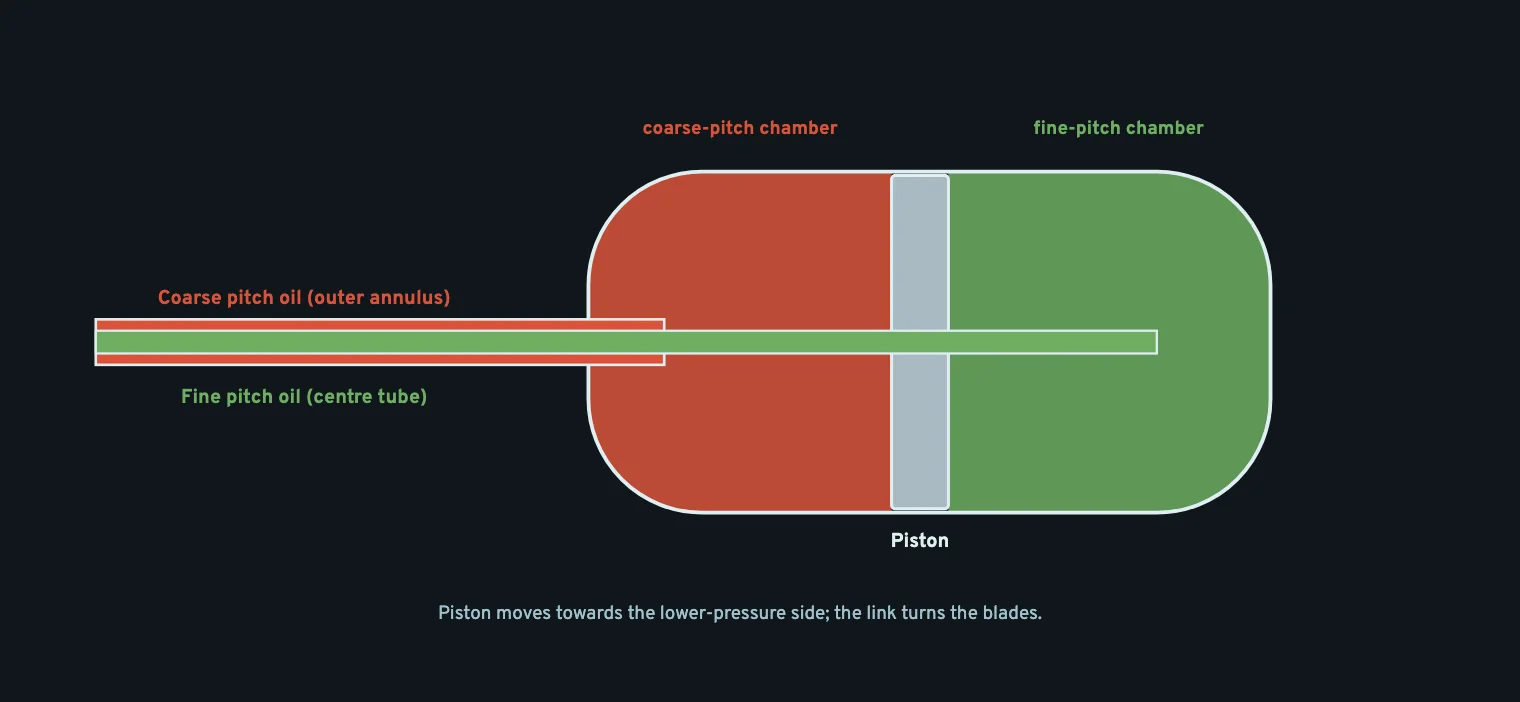 coarse-pitch chamber
fine-pitch chamber
Coarse pitch oil (outer annulus)
Fine pitch oil (centre tube)
Piston
Piston moves towards the lower-pressure side; the link turns the blades.